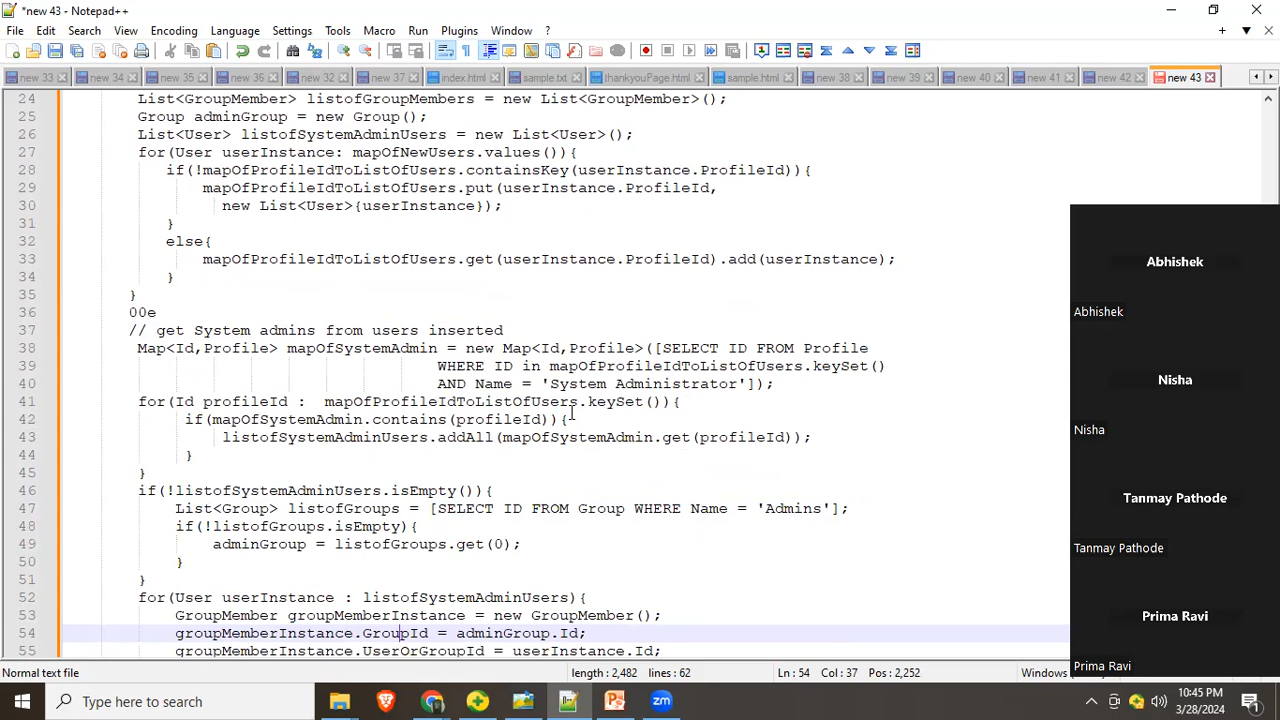 *new 43 - Notepad++
File Edit Search View Encoding Language Settings Tools Macro Run Plugins Window ?
new 33 new 34 new 35 new 36 new 32 new 37 index.html sample.txt thankyouPage.html sample.html new 38 new 39 new 40 new 41 new 42 new 43
24 List<GroupMember> listofGroupMembers = new List<GroupMember>();
25 Group adminGroup = new Group();
26 List<User> listofSystemAdminUsers = new List<User>();
27 for(User userInstance: mapOfNewUsers.values()){
28 if(!mapOfProfileIdToListOfUsers.containsKey(userInstance.ProfileId)){
29 mapOfProfileIdToListOfUsers.put(userInstance.ProfileId,
30 new List<User>{userInstance});
31 }
32 else{
33 mapOfProfileIdToListOfUsers.get(userInstance.ProfileId).add(userInstance);
34 }
35 }
36 00e
37 // get System admins from users inserted
38 Map<Id,Profile> mapOfSystemAdmin = new Map<Id,Profile>([SELECT ID FROM Profile
39 WHERE ID in mapOfProfileIdToListOfUsers.keySet()
40 AND Name = 'System Administrator']);
41 for(Id profileId : mapOfProfileIdToListOfUsers.keySet()){
42 if(mapOfSystemAdmin.contains(profileId)){
43 listofSystemAdminUsers.addAll(mapOfSystemAdmin.get(profileId));
44 }
45 }
46 if(!listofSystemAdminUsers.isEmpty()){
47 List<Group> listofGroups = [SELECT ID FROM Group WHERE Name = 'Admins'];
48 if(!listofGroups.isEmpty){
49 adminGroup = listofGroups.get(0);
50 }
51 }
52 for(User userInstance : listofSystemAdminUsers){
53 GroupMember groupMemberInstance = new GroupMember();
54 groupMemberInstance.GroupId = adminGroup.Id;
55 groupMemberInstance.UserOrGroupId = userInstance.Id;
Abhishek
Abhishek
Nisha
Nisha
Tanmay Pathode
Tanmay Pathode
Prima Ravi
Prima Ravi
Normal text file length : 2,482 lines : 62 Ln : 54 Col : 37 Pos : 2,252 Windows (
Type here to search
10:45 PM
3/28/2024